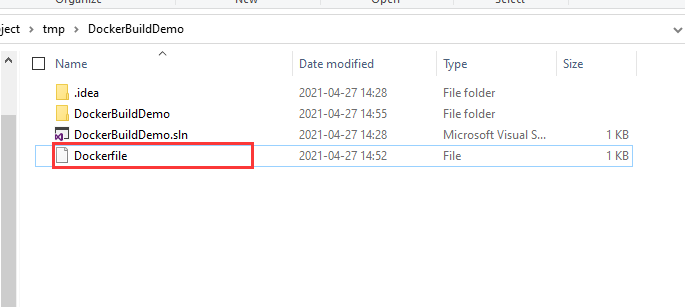 Organize New Open Select
ject > tmp > DockerBuildDemo
Name Date modified Type Size
.idea 2021-04-27 14:28 File folder
DockerBuildDemo 2021-04-27 14:55 File folder
DockerBuildDemo.sln 2021-04-27 14:28 Microsoft Visual S... 1 KB
Dockerfile 2021-04-27 14:52 File 1 KB